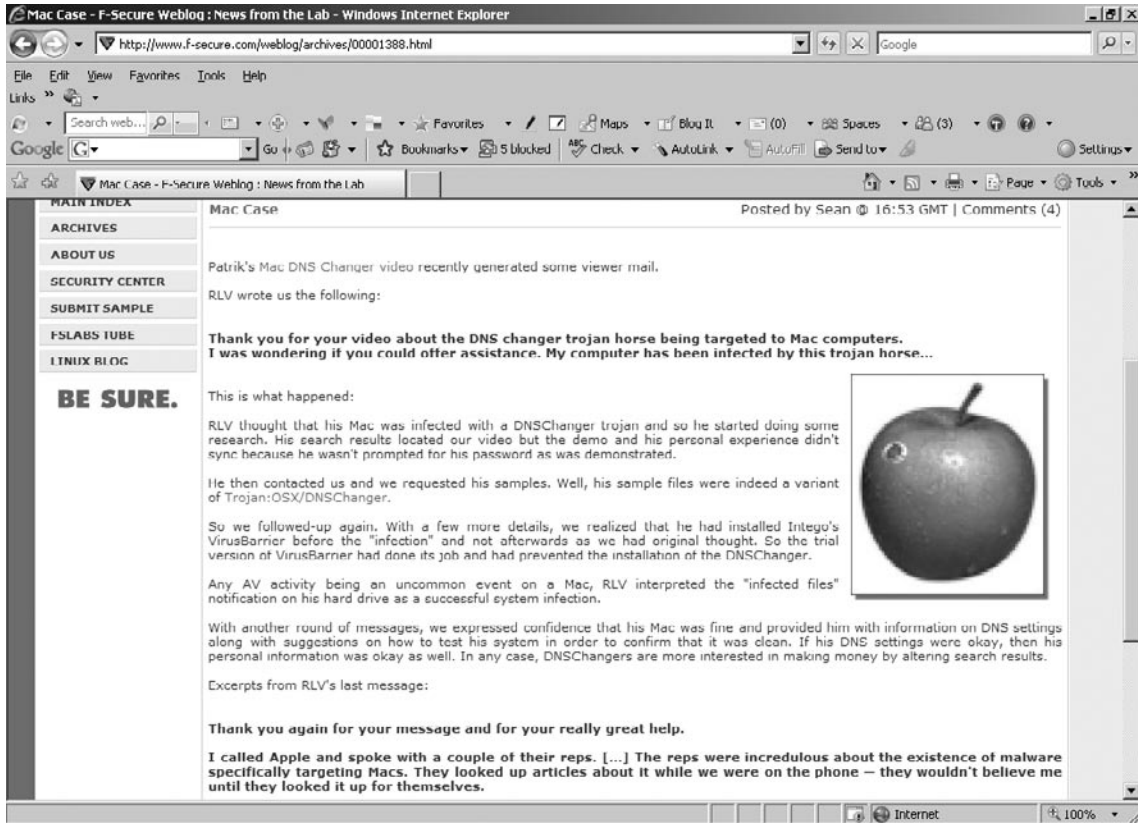 Mac Case - F-Secure Weblog : News from the Lab - Windows Internet Explorer
http://www.f-secure.com/weblog/archives/00001388.html
Google
File Edit View Favorites Tools Help
Links »
Search web... Favorites Maps Blog It (0) Spaces (3)
Google G Go Bookmarks 5 blocked ABC Check AutoLink AutoFill Send to Settings
Mac Case - F-Secure Weblog : News from the Lab Page Tools »
MAIN INDEX
ARCHIVES
ABOUT US
SECURITY CENTER
SUBMIT SAMPLE
FSLABS TUBE
LINUX BLOG
BE SURE.
Mac Case Posted by Sean @ 16:53 GMT | Comments (4)
Patrik's Mac DNS Changer video recently generated some viewer mail.
RLV wrote us the following:
Thank you for your video about the DNS changer trojan horse being targeted to Mac computers.
I was wondering if you could offer assistance. My computer has been infected by this trojan horse...
This is what happened:
RLV thought that his Mac was infected with a DNSChanger trojan and so he started doing some
research. His search results located our video but the demo and his personal experience didn't
sync because he wasn't prompted for his password as was demonstrated.
He then contacted us and we requested his samples. Well, his sample files were indeed a variant
of Trojan:OSX/DNSChanger.
So we followed-up again. With a few more details, we realized that he had installed Intego's
VirusBarrier before the "infection" and not afterwards as we had original thought. So the trial
version of VirusBarrier had done its job and had prevented the installation of the DNSChanger.
Any AV activity being an uncommon event on a Mac, RLV interpreted the "infected files"
notification on his hard drive as a successful system infection.
With another round of messages, we expressed confidence that his Mac was fine and provided him with information on DNS settings
along with suggestions on how to test his system in order to confirm that it was clean. If his DNS settings were okay, then his
personal information was okay as well. In any case, DNSChangers are more interested in making money by altering search results.
Excerpts from RLV's last message:
Thank you again for your message and for your really great help.
I called Apple and spoke with a couple of their reps. [...] The reps were incredulous about the existence of malware
specifically targeting Macs. They looked up articles about it while we were on the phone — they wouldn't believe me
until they looked it up for themselves.
Internet 100%